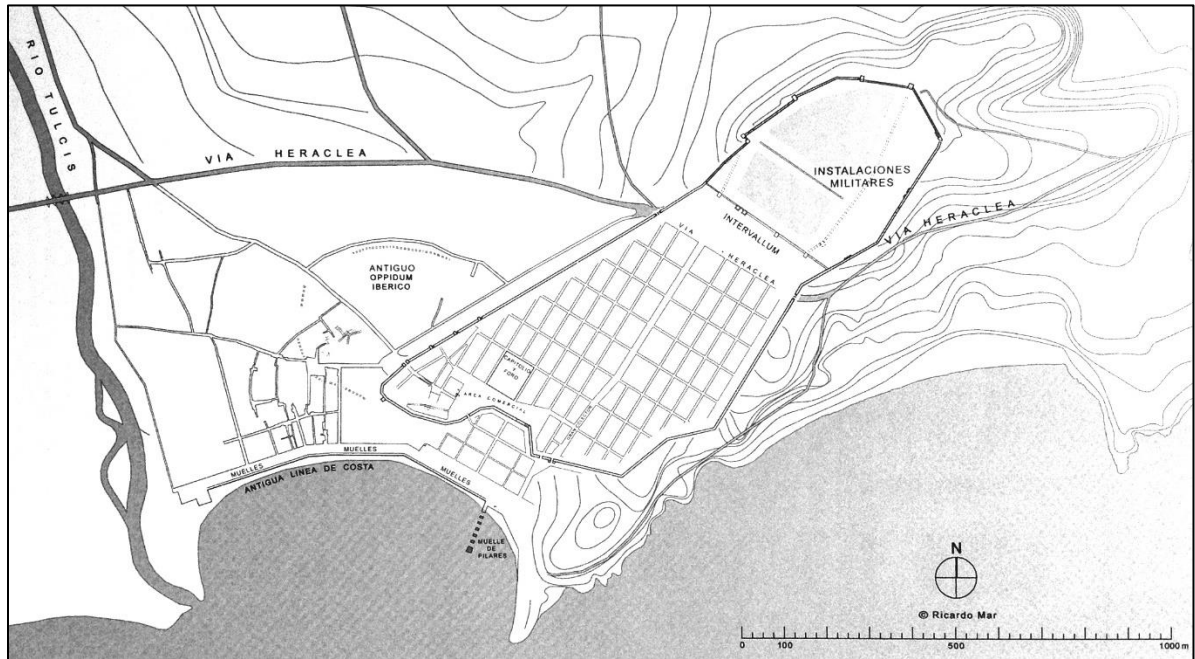 RIO TULCIS
VIA HERACLEA
INSTALACIONES
MILITARES
INTERVALLUM
VIA HERACLEA
VIA HERACLEA
ANTIGUO
OPPIDUM
IBERICO
CAPITOLIO
Y
FORO
AREA COMERCIAL
MUELLES
MUELLES
MUELLES
ANTIGUA LINEA DE COSTA
MUELLE
DE
PILARES
N
© Ricardo Mar
0 100 500 1000 m